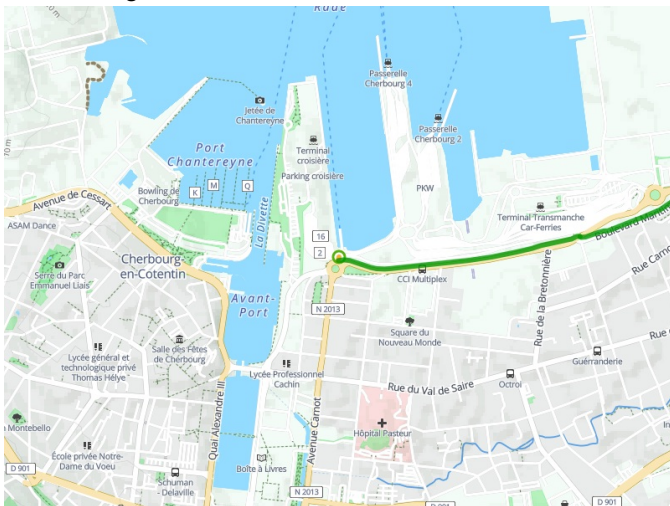 Rade
Passerelle
Cherbourg 4
Jetée de
Chantereyne
Passerelle
Cherbourg 2
Port
Chantereyne
Terminal
croisière
Parking croisière
70 m
K
M
Q
PKW
Bowling de
Cherbourg
Avenue de Cessart
La Divette
Terminal Transmanche
Car-Ferries
ASAM Dance
16
2
Boulevard
Cherbourg-
en-Cotentin
Serre du Parc
Emmanuel Liais
CCI Multiplex
Rue de la Bretonnière
Rue Carnot
Avant-
Port
N 2013
Square du
Nouveau Monde
Salle des Fêtes
de Cherbourg
Lycée général et
technologique privé
Thomas Hélye
Guéranderie
Lycée Professionnel
Cachin
Rue du Val de Saire
Octroi
Quai Alexandre III
Avenue Carnot
Montebello
Hôpital Pasteur
École privée Notre-
Dame du Voeu
Boîte à Livres
D 901
Schuman
- Delaville
N 2013
D 901